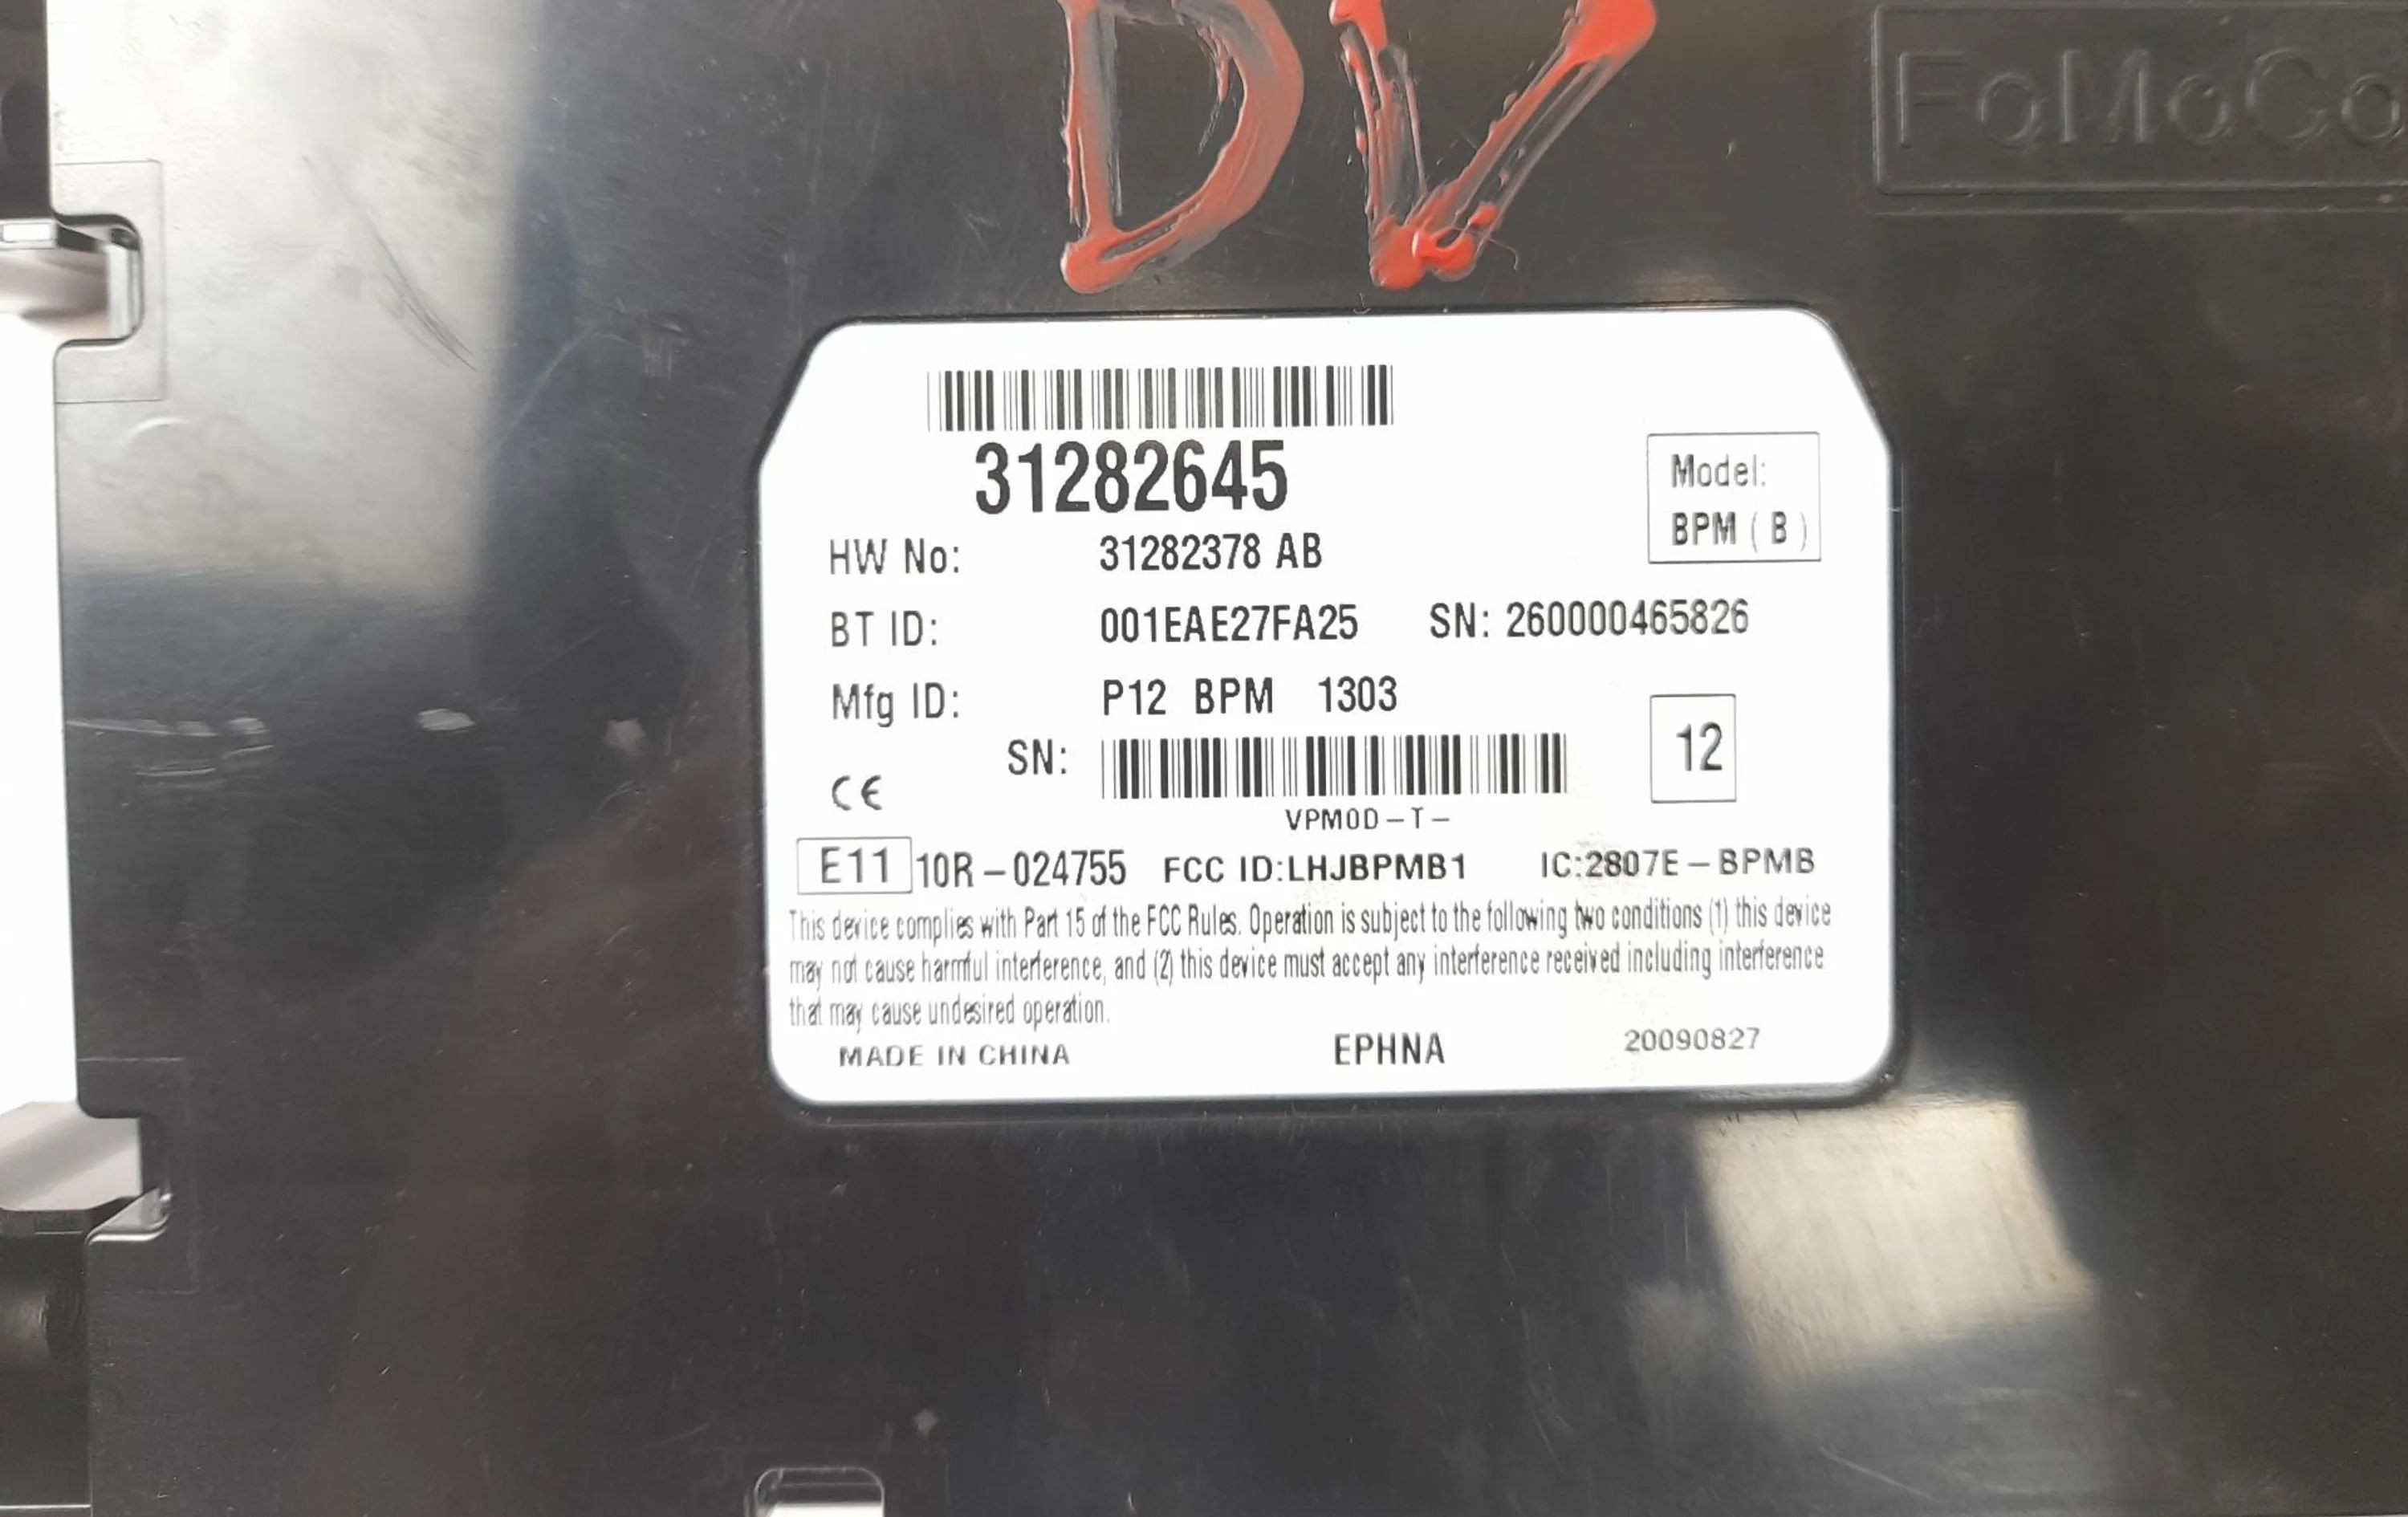 DV
FoMoCo
31282645
Model:
BPM ( B )
HW No: 31282378 AB
BT ID: 001EAE27FA25 SN: 260000465826
Mfg ID: P12 BPM 1303
SN:
12
CE
VPM0D-T-
E11 10R-024755 FCC ID:LHJBPMB1 IC:2807E-BPMB
This device complies with Part 15 of the FCC Rules. Operation is subject to the following two conditions (1) this device
may not cause harmful interference, and (2) this device must accept any interference received including interference
that may cause undesired operation.
MADE IN CHINA EPHNA 20090827